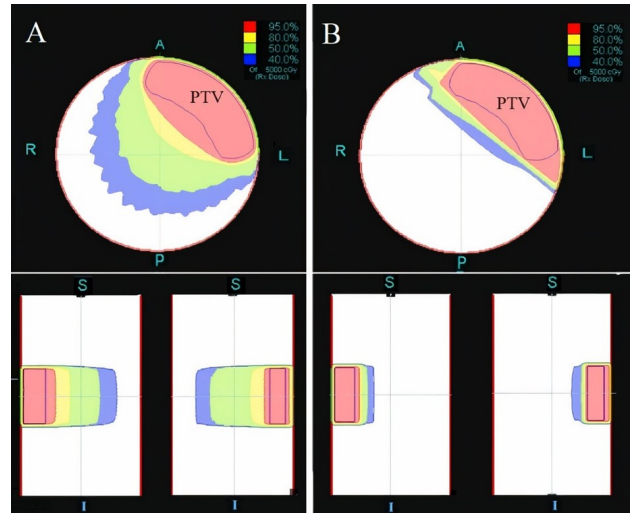 A
95.0%
80.0%
50.0%
40.0%
Of 5000 cGy
(Rx Dose)
A
PTV
R
L
P
S
S
I
I
B
95.0%
80.0%
50.0%
40.0%
Of 5000 cGy
(Rx Dose)
A
PTV
R
L
P
S
S
I
I